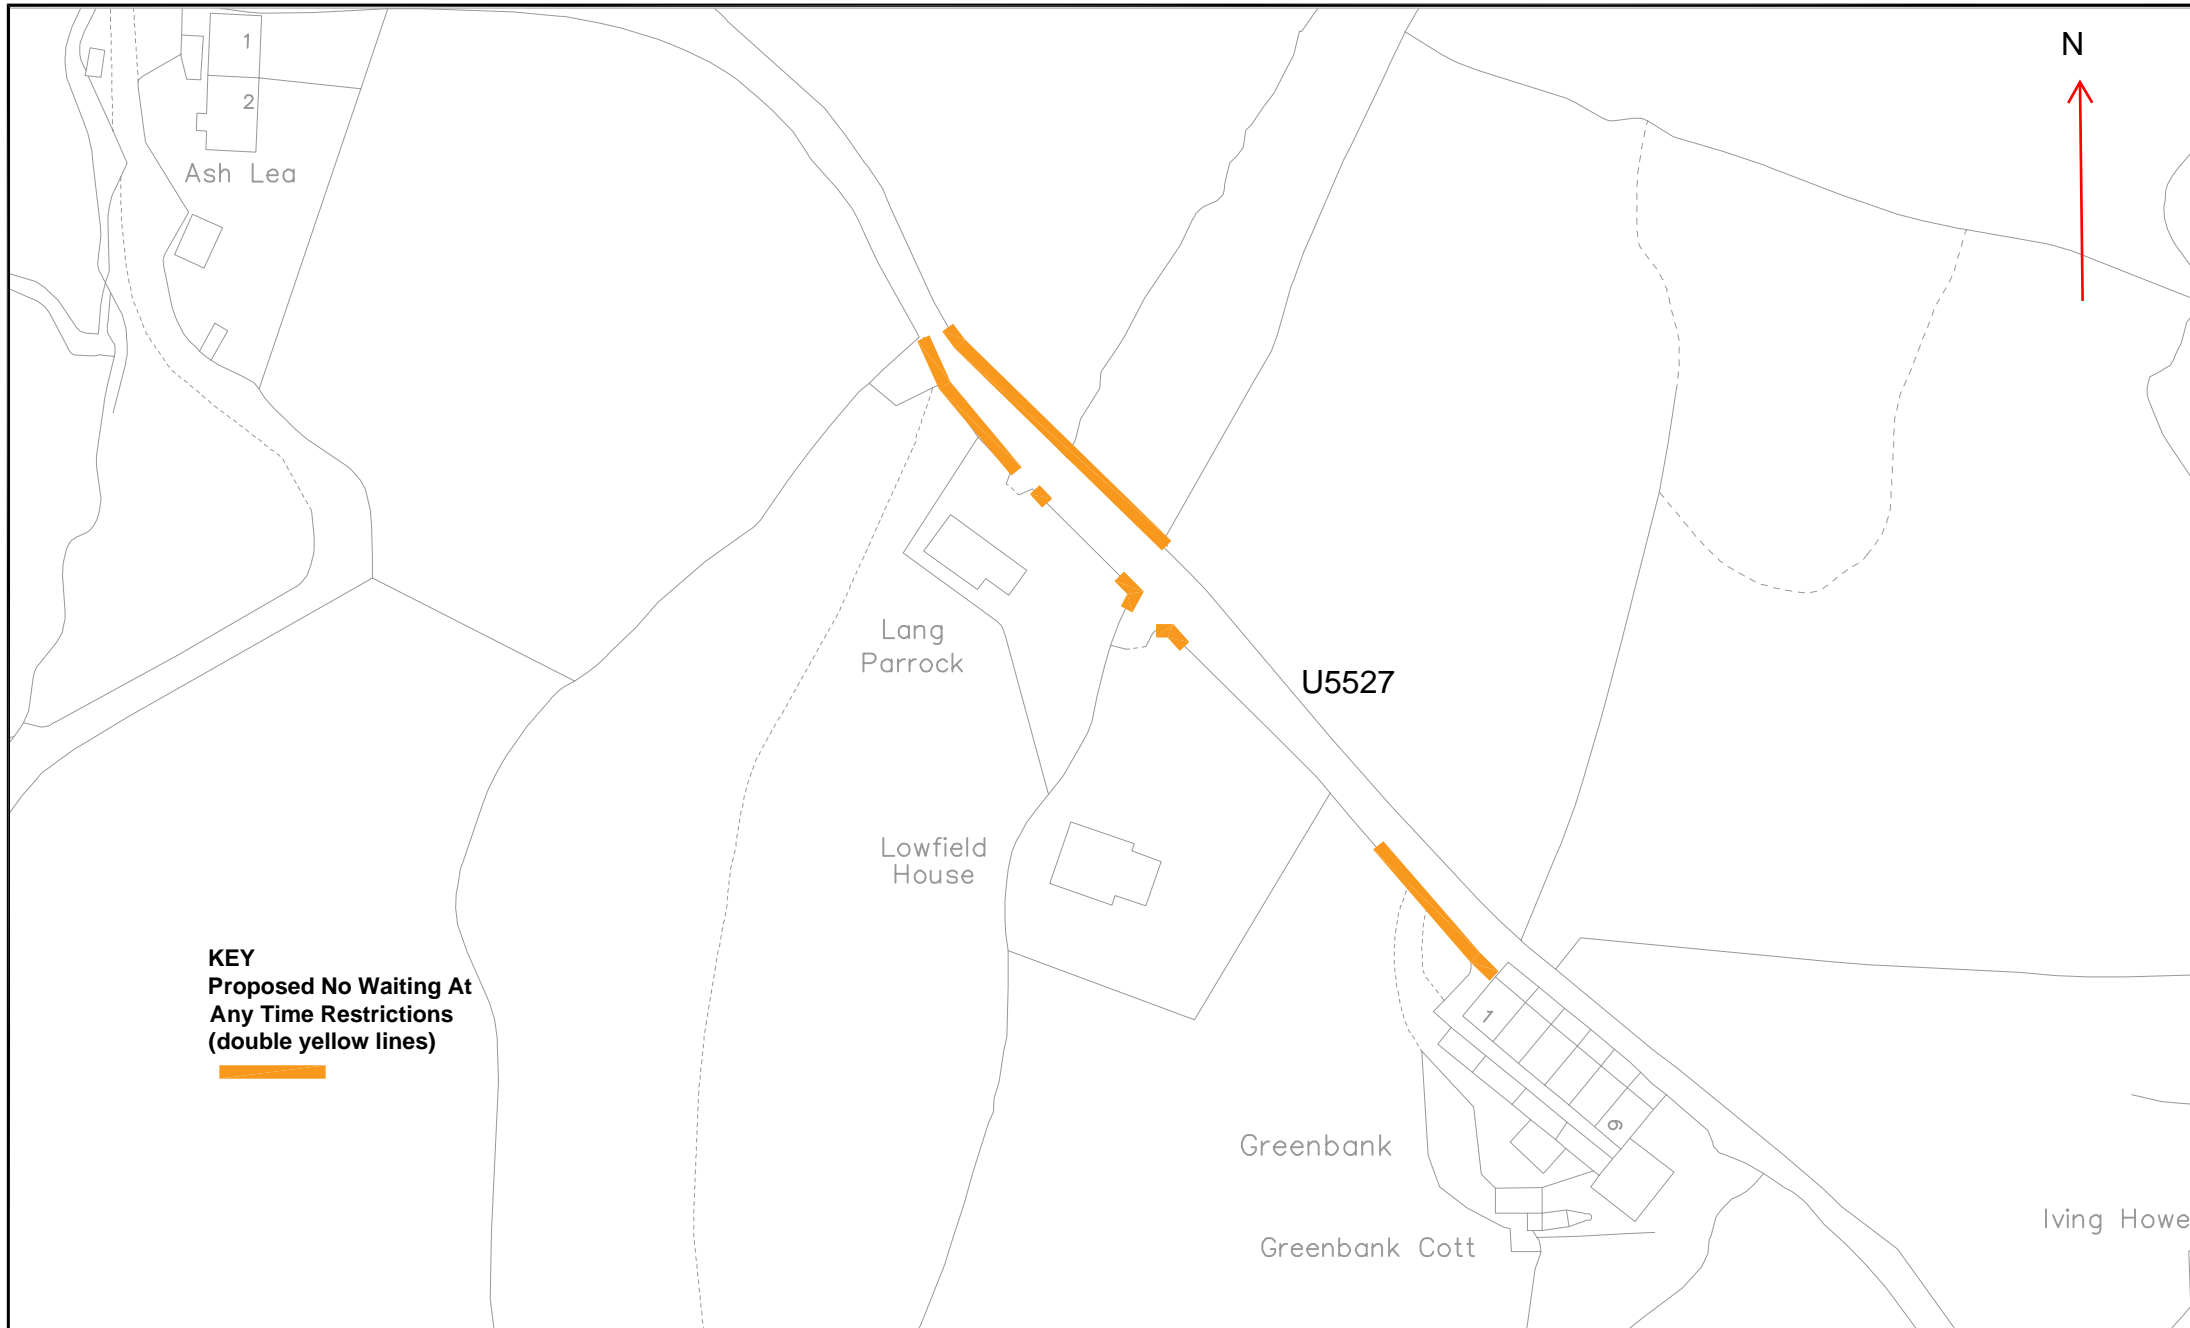 N
1
2
Ash Lea
Lang
Parrock
U5527
Lowfield
House
KEY
Proposed No Waiting At
Any Time Restrictions
(double yellow lines)
1
6
Greenbank
Greenbank Cott
Iving Howe